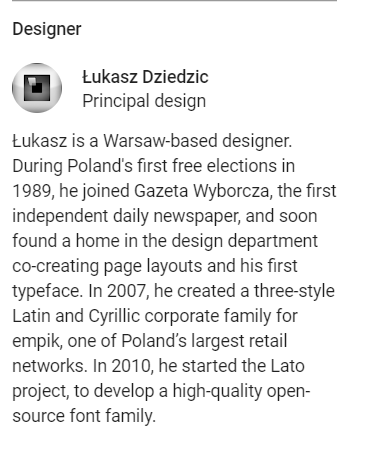 Designer
Łukasz Dziedzic
Principal design
Łukasz is a Warsaw-based designer.
During Poland's first free elections in
1989, he joined Gazeta Wyborcza, the first
independent daily newspaper, and soon
found a home in the design department
co-creating page layouts and his first
typeface. In 2007, he created a three-style
Latin and Cyrillic corporate family for
empik, one of Poland’s largest retail
networks. In 2010, he started the Lato
project, to develop a high-quality open-
source font family.